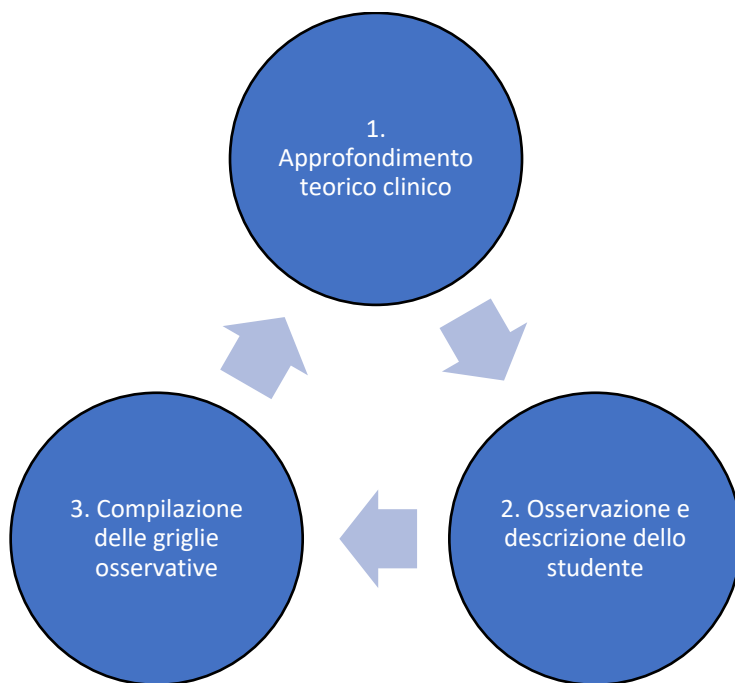 1.
Approfondimento
teorico clinico
2. Osservazione e
descrizione dello
studente
3. Compilazione
delle griglie
osservative